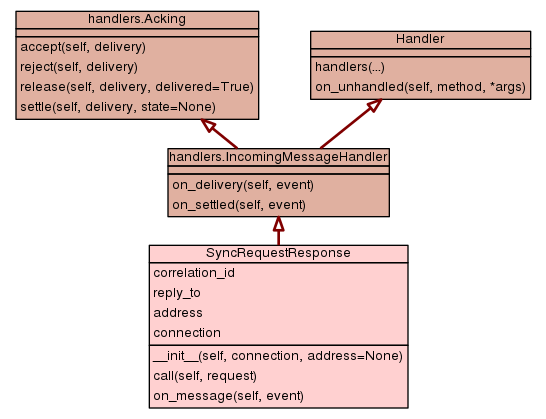 handlers.Acking
accept(self, delivery)
reject(self, delivery)
release(self, delivery, delivered=True)
settle(self, delivery, state=None)
Handler
handlers(...)
on_unhandled(self, method, *args)
handlers.IncomingMessageHandler
on_delivery(self, event)
on_settled(self, event)
SyncRequestResponse
correlation_id
reply_to
address
connection
__init__(self, connection, address=None)
call(self, request)
on_message(self, event)